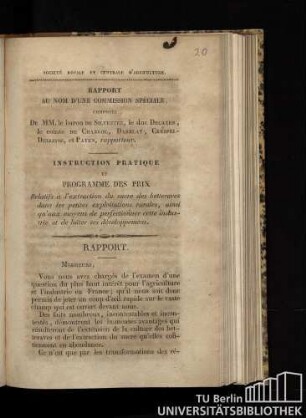 20
SOCIÉTÉ ROYALE ET CENTRALE D'AGRICULTURE.
RAPPORT
AU NOM D'UNE COMMISSION SPÉCIALE,
COMPOSÉE
De MM. le baron de Silvestre, le duc Decazes,
le comte de Chabrol, Darblay, Crespel-
Dellisse, et Payen, rapporteur.
INSTRUCTION PRATIQUE
ET
PROGRAMME DES PRIX
Relatifs à l'extraction du sucre des betteraves
dans les petites exploitations rurales, ainsi
qu'aux moyens de perfectionner cette indus-
trie et de hâter ses développemens.
RAPPORT.
Messieurs,
Vous nous avez chargés de l'examen d'une
question du plus haut intérêt pour l'agriculture
et l'industrie en France; qu'il nous soit donc
permis de jeter un coup d'œil rapide sur le vaste
champ qui est ouvert devant nous.
Des faits nombreux, incontestables et incon-
testés, démontrent les immenses avantages qui
résulteront de l'extension de la culture des bet-
teraves et de l'extraction du sucre qu'elles con-
tiennent en abondance.
Ce n'est que par les transformations des ré-
TU Berlin
UNIVERSITÄTSBIBLIOTHEK